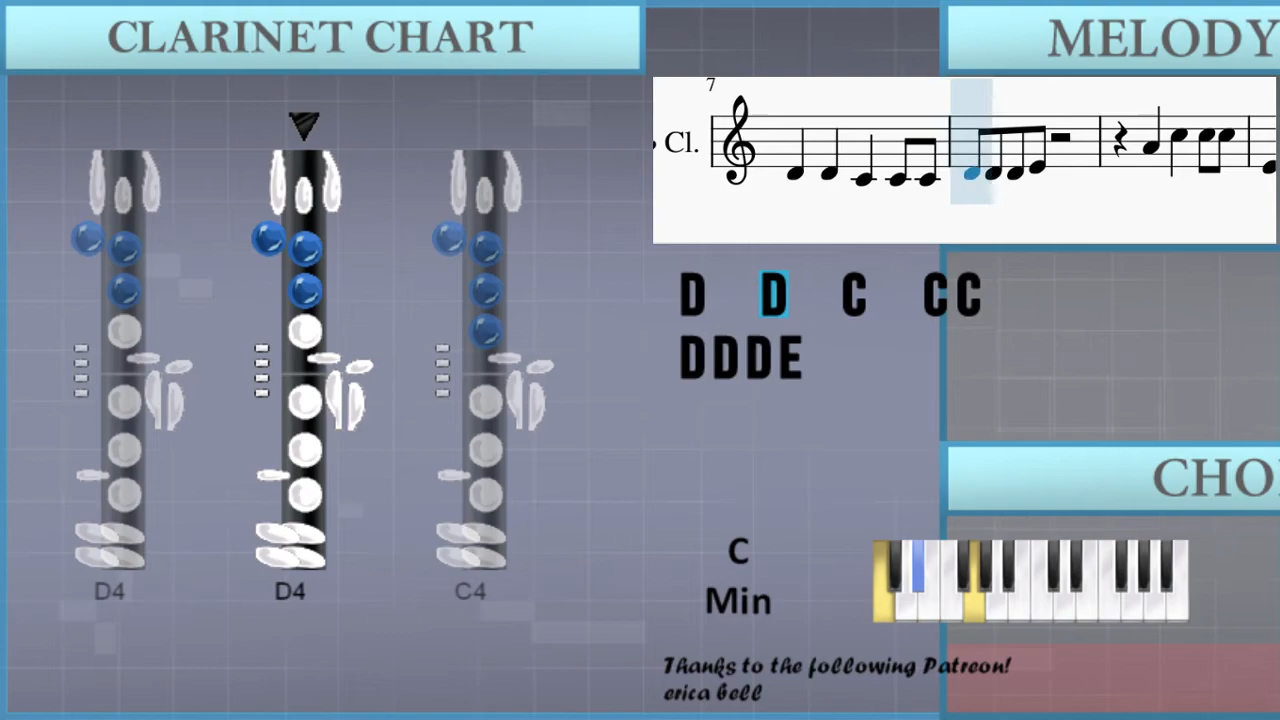 CLARINET CHART
MELODY
7
Cl.
D D C CC
DDDE
CHO
C
Min
D4 D4 C4
Thanks to the following Patreon!
erica bell